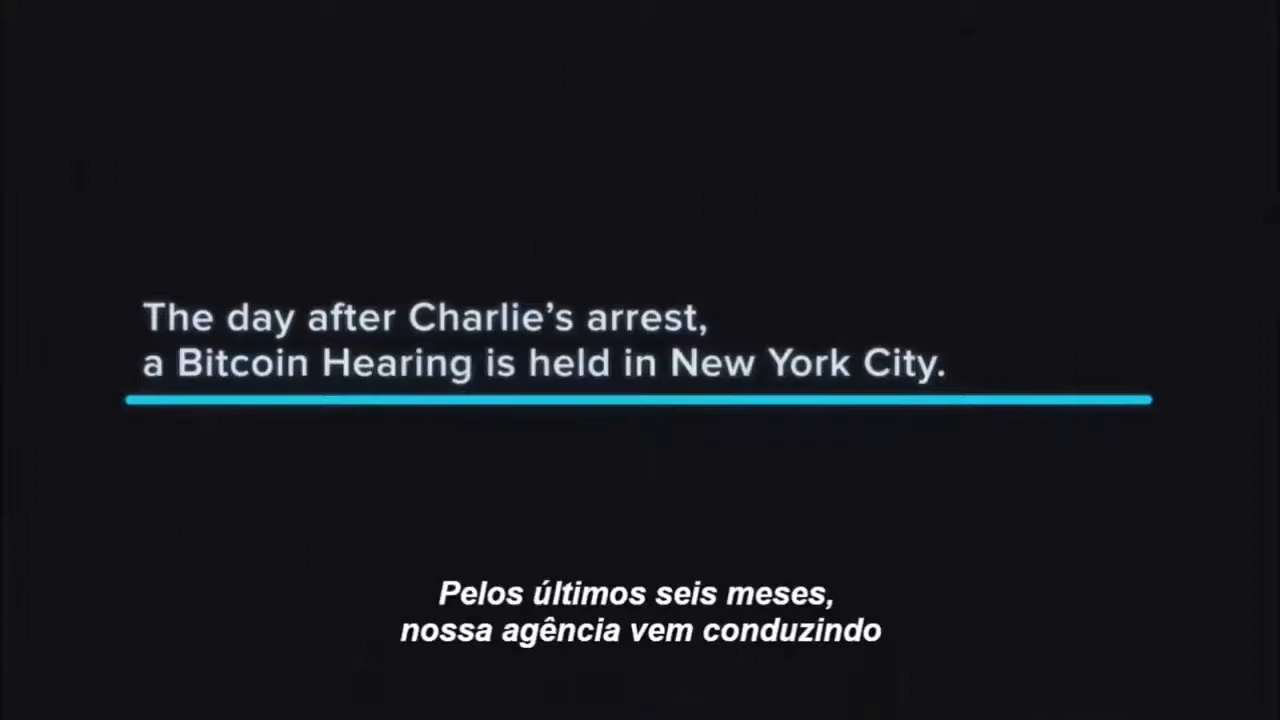 The day after Charlie’s arrest,
a Bitcoin Hearing is held in New York City.
Pelos últimos seis meses,
nossa agência vem conduzindo